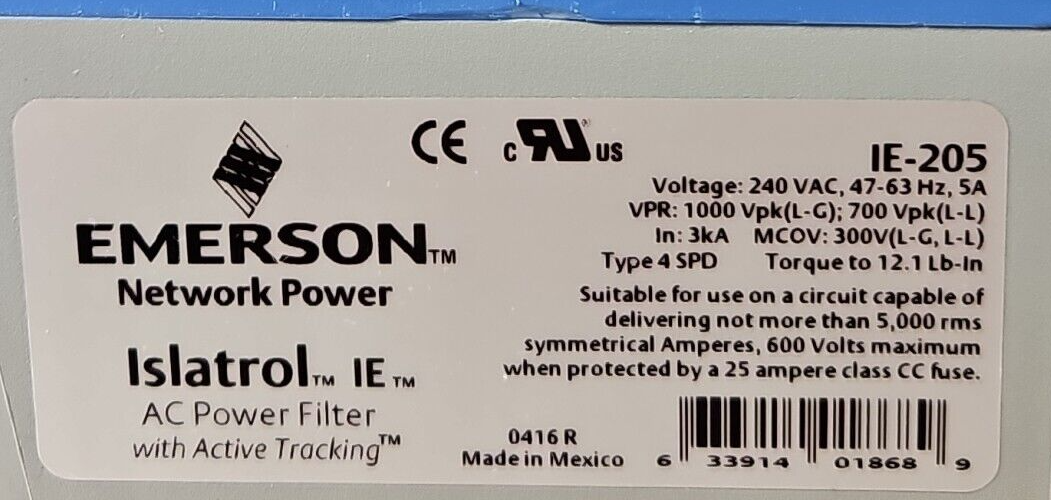 EMERSON™
Network Power
Islatrol™ IE™
AC Power Filter
with Active Tracking™
CE c RU® US
IE-205
Voltage: 240 VAC, 47-63 Hz, 5A
VPR: 1000 Vpk(L-G); 700 Vpk(L-L)
In: 3kA MCOV: 300V(L-G, L-L)
Type 4 SPD Torque to 12.1 Lb-In
Suitable for use on a circuit capable of
delivering not more than 5,000 rms
symmetrical Amperes, 600 Volts maximum
when protected by a 25 ampere class CC fuse.
0416 R
Made in Mexico
6 33914 01868 9